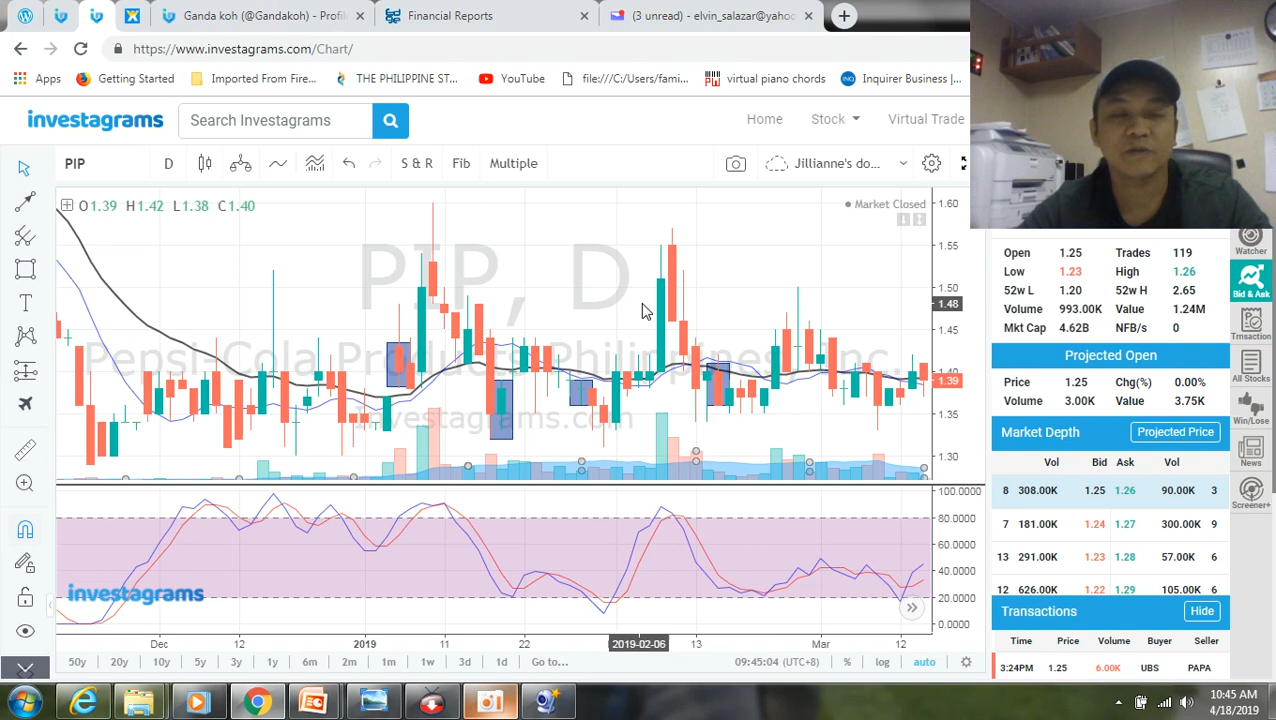 Ganda koh (@Gandakoh) - Profil
Financial Reports
(3 unread) - elvin_salazar@yahoo
https://www.investagrams.com/Chart/
Apps
Getting Started
Imported From Fire
THE PHILIPPINE ST...
YouTube
file:///C:/Users/fami...
virtual piano chords
Inquirer Business |...
investagrams
Search Investagrams
Home
Stock
Virtual Trade
PIP
D
S & R
Fib
Multiple
Jillianne's do...
O1.39 H1.42 L1.38 C1.40
Market Closed
PIP, D
Pepsi-Cola Products Philippines Inc.
Investagrams.com
1.60
1.55
1.50
1.48
1.45
1.40
1.39
1.35
1.30
100.0000
80.0000
60.0000
40.0000
20.0000
0.0000
investagrams
Dec
12
2019
11
22
2019-02-06
13
Mar
12
50y 20y 10y 5y 3y 1y 6m 2m 1m 1w 3d 1d Go to...
09:45:04 (UTC+8)
%
log
auto
Open 1.25 Trades 119
Low 1.23 High 1.26
52w L 1.20 52w H 2.65
Volume 993.00K Value 1.24M
Mkt Cap 4.62B NFB/s 0
Projected Open
Price 1.25 Chg(%) 0.00%
Volume 3.00K Value 3.75K
Market Depth
Projected Price
Vol Bid Ask Vol
8 308.00K 1.25 1.26 90.00K 3
7 181.00K 1.24 1.27 300.00K 9
13 291.00K 1.23 1.28 57.00K 6
12 626.00K 1.22 1.29 105.00K 6
Transactions
Hide
Time Price Volume Buyer Seller
3:24PM 1.25 6.00K UBS PAPA
Watcher
Bid & Ask
Trnsaction
All Stocks
Win/Lose
News
Screener+
10:45 AM
4/18/2019